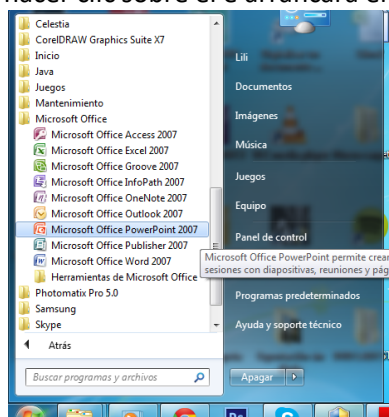 hacer clic sobre él e arrancará el
Celestia
CorelDRAW Graphics Suite X7
Inicio
Java
Juegos
Mantenimiento
Microsoft Office
Microsoft Office Access 2007
Microsoft Office Excel 2007
Microsoft Office Groove 2007
Microsoft Office InfoPath 2007
Microsoft Office OneNote 2007
Microsoft Office Outlook 2007
Microsoft Office PowerPoint 2007
Microsoft Office Publisher 2007
Microsoft Office Word 2007
Herramientas de Microsoft Office
Photomatix Pro 5.0
Samsung
Skype
Atrás
Buscar programas y archivos
Lili
Documentos
Imágenes
Música
Juegos
Equipo
Panel de control
Microsoft Office PowerPoint permite crear
sesiones con diapositivas, reuniones y pág
Programas predeterminados
Ayuda y soporte técnico
Apagar
Ps